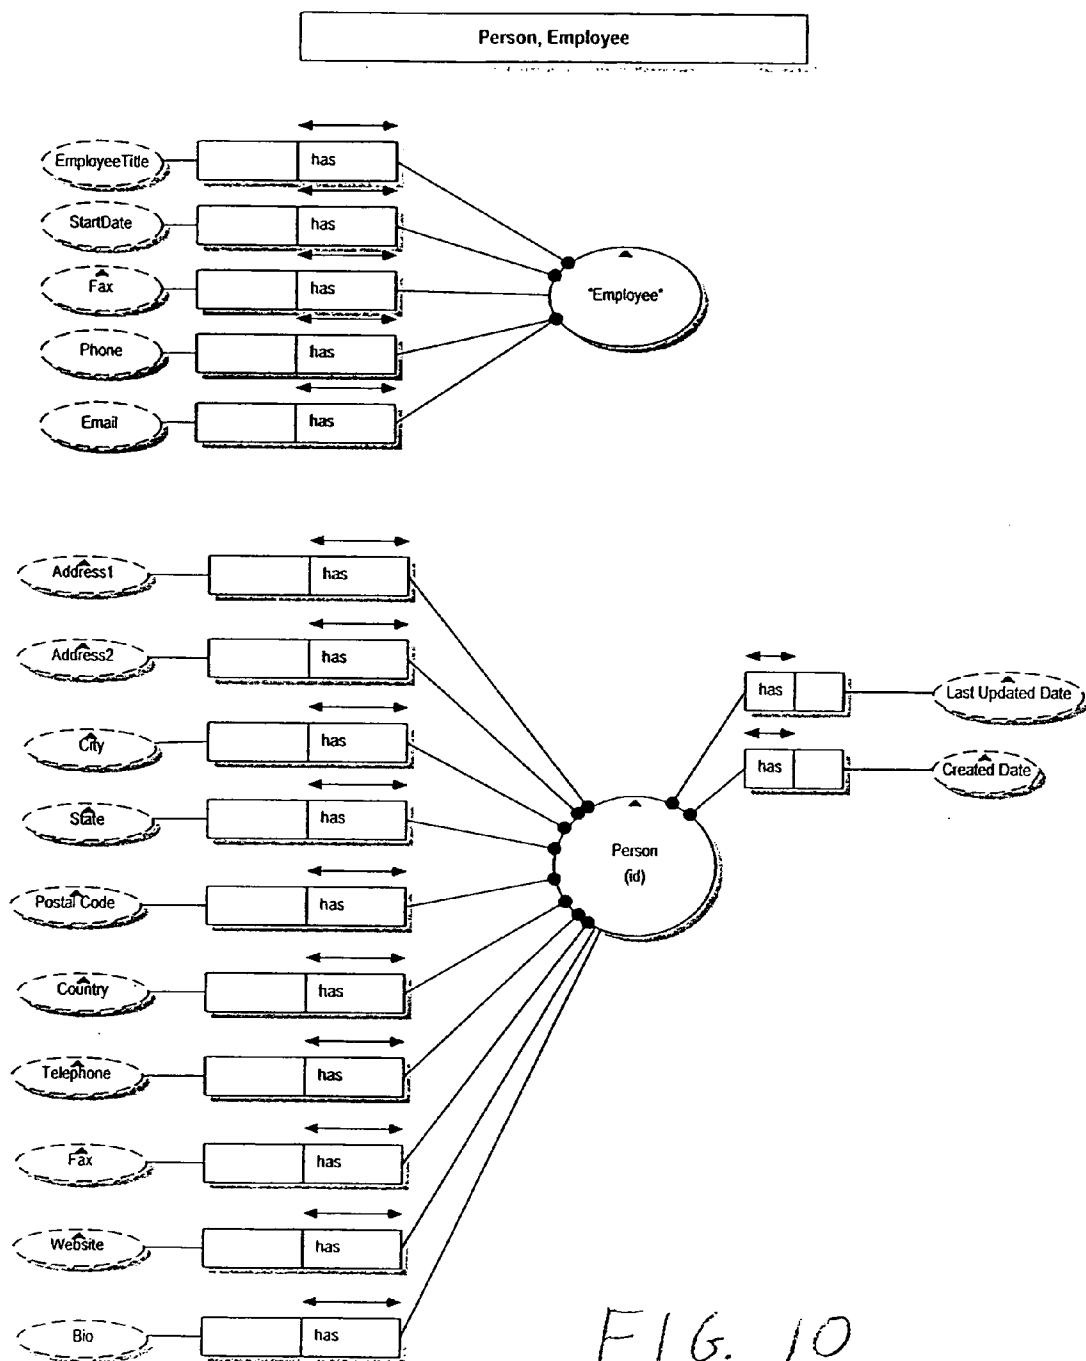 Person, Employee
EmployeeTitle
has
StartDate
has
Fax
has
"Employee"
Phone
has
Email
has
Address1
has
Address2
has
has
Last Updated Date
City
has
has
Created Date
State
has
Person
(id)
Postal Code
has
Country
has
Telephone
has
Fax
has
Website
has
Bio
has
FIG. 10